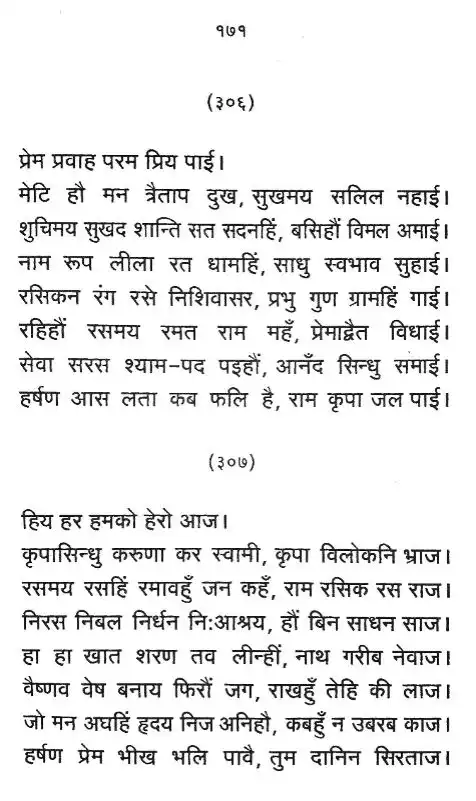 १७१
(३०६)
प्रेम प्रवाह परम प्रिय पाई।
मेटि हौ मन त्रैताप दुख, सुखमय सलिल नहाई।
शुचिमय सुखद शान्ति सत सदनहिं, बसिहौं विमल अमाई।
नाम रूप लीला रत धामहिं, साधु स्वभाव सुहाई।
रसिकन रंग रसे निशिवासर, प्रभु गुण ग्रामहिं गाई।
रहिहौं रसमय रमत राम महँ, प्रेमाद्वैत विधाई।
सेवा सरस श्याम-पद पइहौं, आनँद सिन्धु समाई।
हर्षण आस लता कब फलि है, राम कृपा जल पाई।
(३०७)
हिय हर हमको हेरो आज।
कृपासिन्धु करुणा कर स्वामी, कृपा विलोकनि भ्राज।
रसमय रसहिं रमावहुँ जन कहँ, राम रसिक रस राज।
निरस निबल निर्धन नि:आश्रय, हौं बिन साधन साज।
हा हा खात शरण तव लीन्हीं, नाथ गरीब नेवाज।
वैष्णव वेष बनाय फिरौं जग, राखहुँ तेहि की लाज।
जो मन अघहिं हृदय निज अनिहौ, कबहुँ न उबरब काज।
हर्षण प्रेम भीख भलि पावै, तुम दानिन सिरताज।